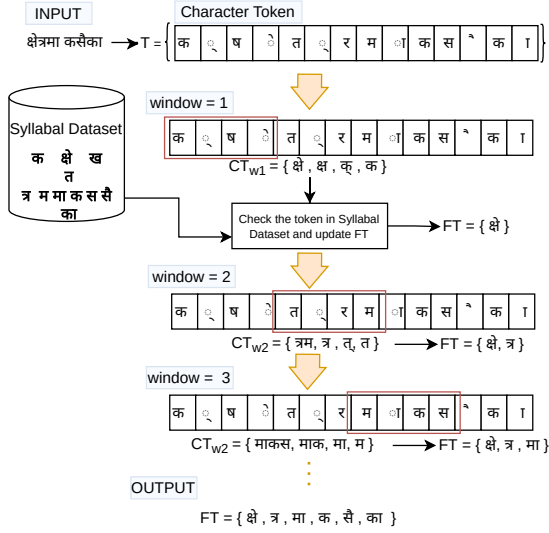 INPUT
Character Token
क्षेत्रमा कसैका
T = { क ् ष े त ् र म ा क स ै क ा }
window = 1
Syllabal Dataset
क क्षे ख
त
त्र म मा क स सै
का
क ् ष े त ् र म ा क स ै क ा
CTw1 = { क्षे , क्ष , क् , क }
Check the token in Syllabal
Dataset and update FT
FT = { क्षे }
window = 2
क ् ष े त ् र म ा क स ै क ा
CTw2 = { त्रम, त्र , त्, त }
FT = { क्षे, त्र }
window = 3
क ् ष े त ् र म ा क स ै क ा
CTw2 = { माकस, माक, मा, म }
FT = { क्षे, त्र , मा }
OUTPUT
FT = { क्षे , त्र , मा , क , सै , का }